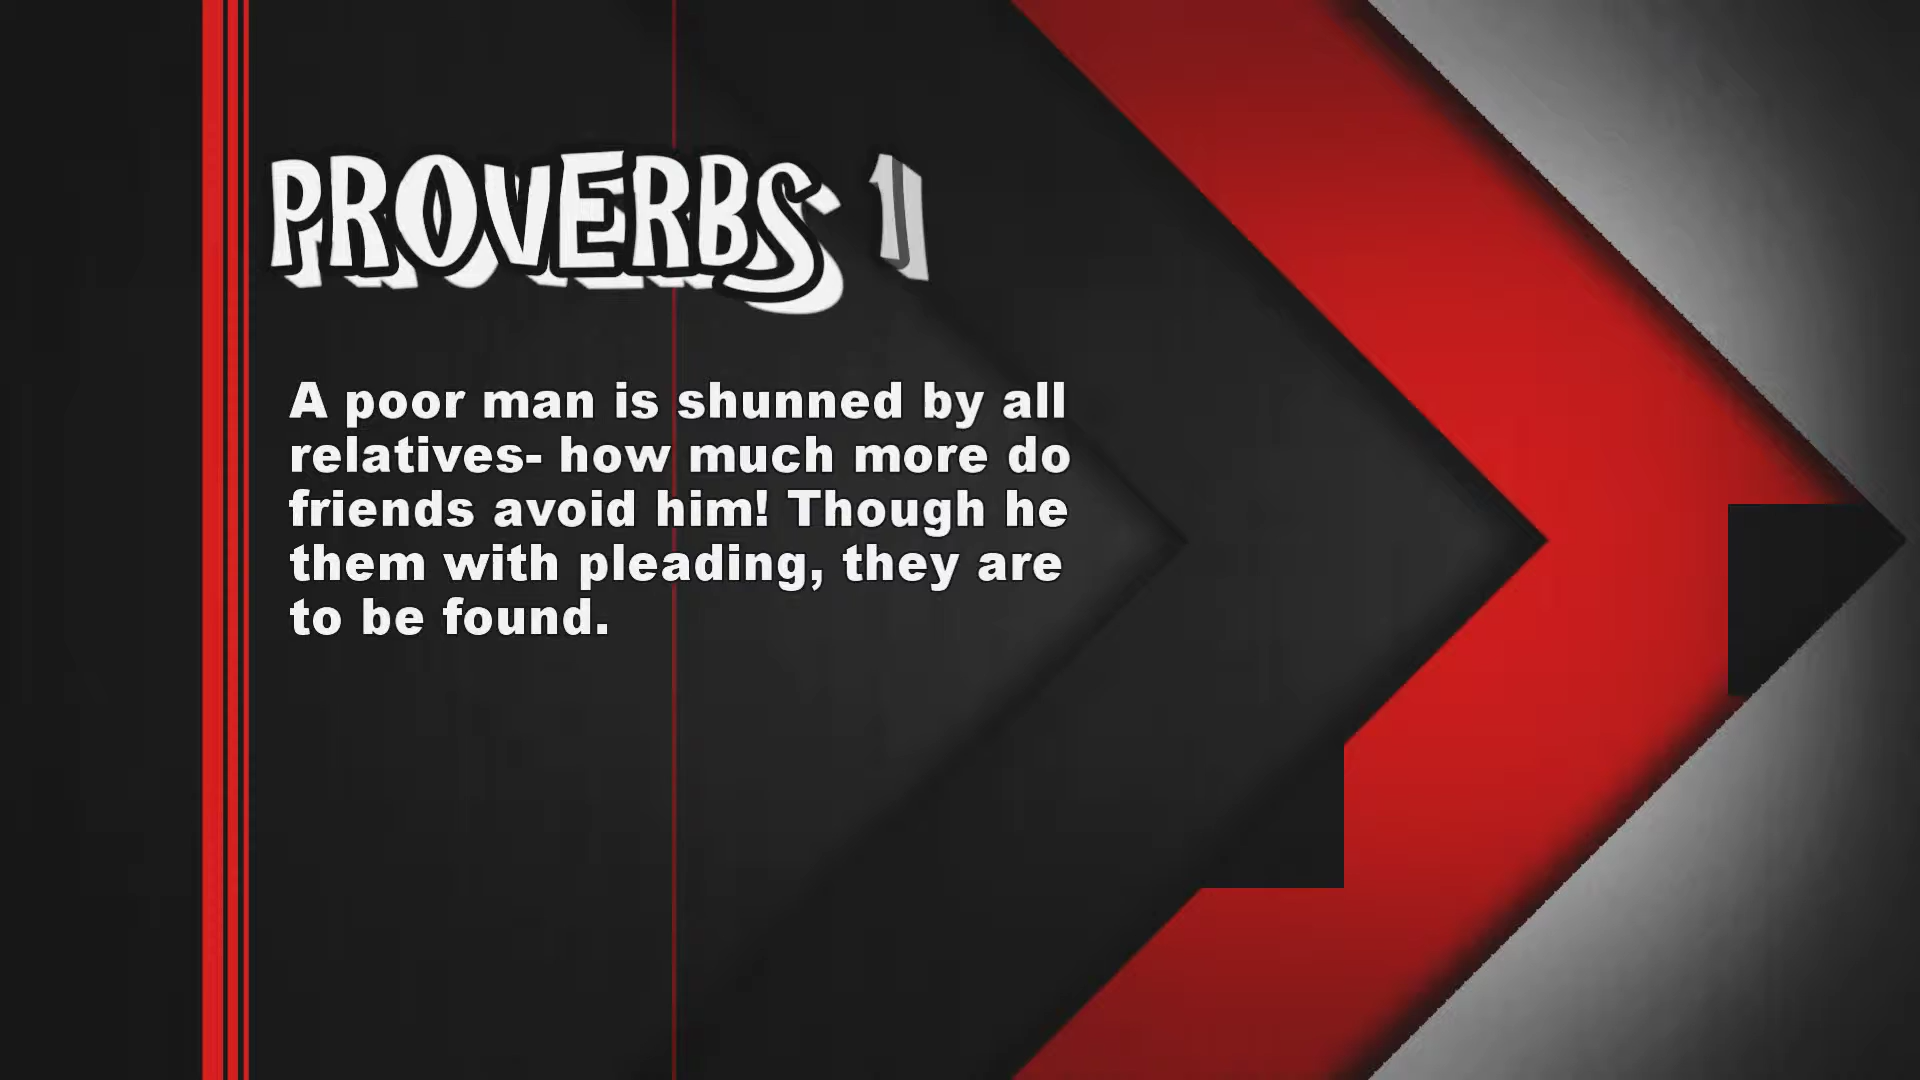 PROVERBS 1
A poor man is shunned by all
relatives- how much more do
friends avoid him! Though he
them with pleading, they are
to be found.